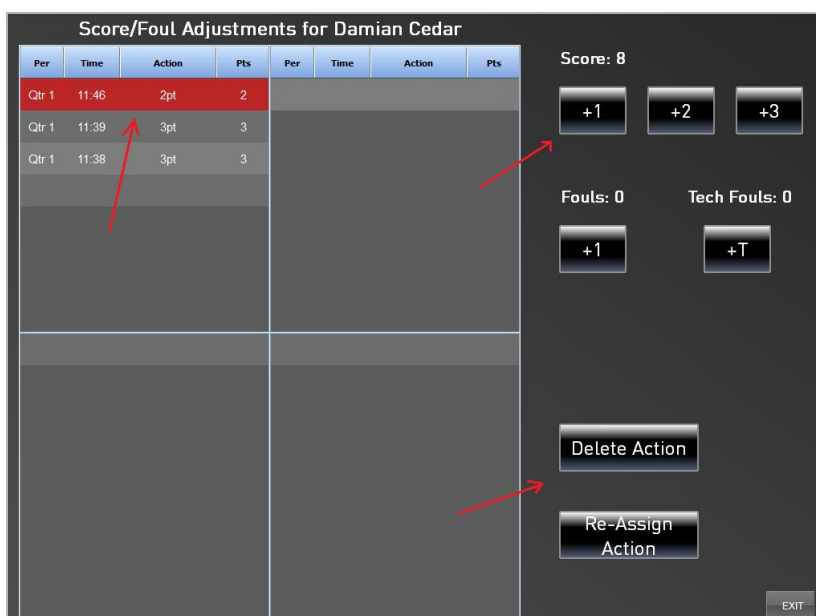 Score/Foul Adjustments for Damian Cedar
Per Time Action Pts Per Time Action Pts
Qtr 1 11:46 2pt 2
Qtr 1 11:39 3pt 3
Qtr 1 11:38 3pt 3
Score: 8
+1 +2 +3
Fouls: 0 Tech Fouls: 0
+1 +T
Delete Action
Re-Assign
Action
EXIT